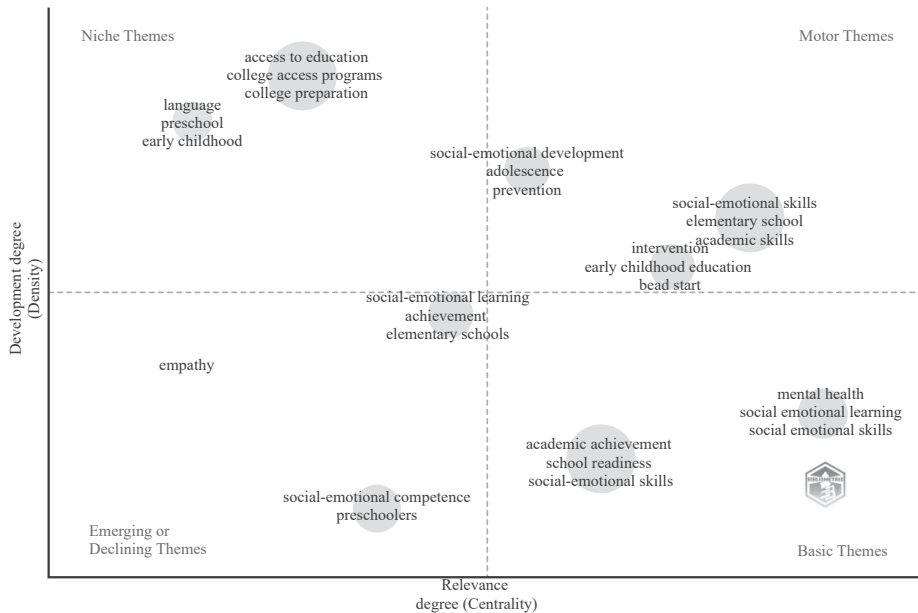 Niche Themes
Motor Themes
access to education
college access programs
college preparation
language
preschool
early childhood
social-emotional development
adolescence
prevention
social-emotional skills
elementary school
academic skills
intervention
early childhood education
bead start
Development degree
(Density)
social-emotional learning
achievement
elementary schools
empathy
mental health
social emotional learning
social emotional skills
academic achievement
school readiness
social-emotional skills
BIBLIOMETRIX
social-emotional competence
preschoolers
Emerging or
Declining Themes
Basic Themes
Relevance
degree (Centrality)